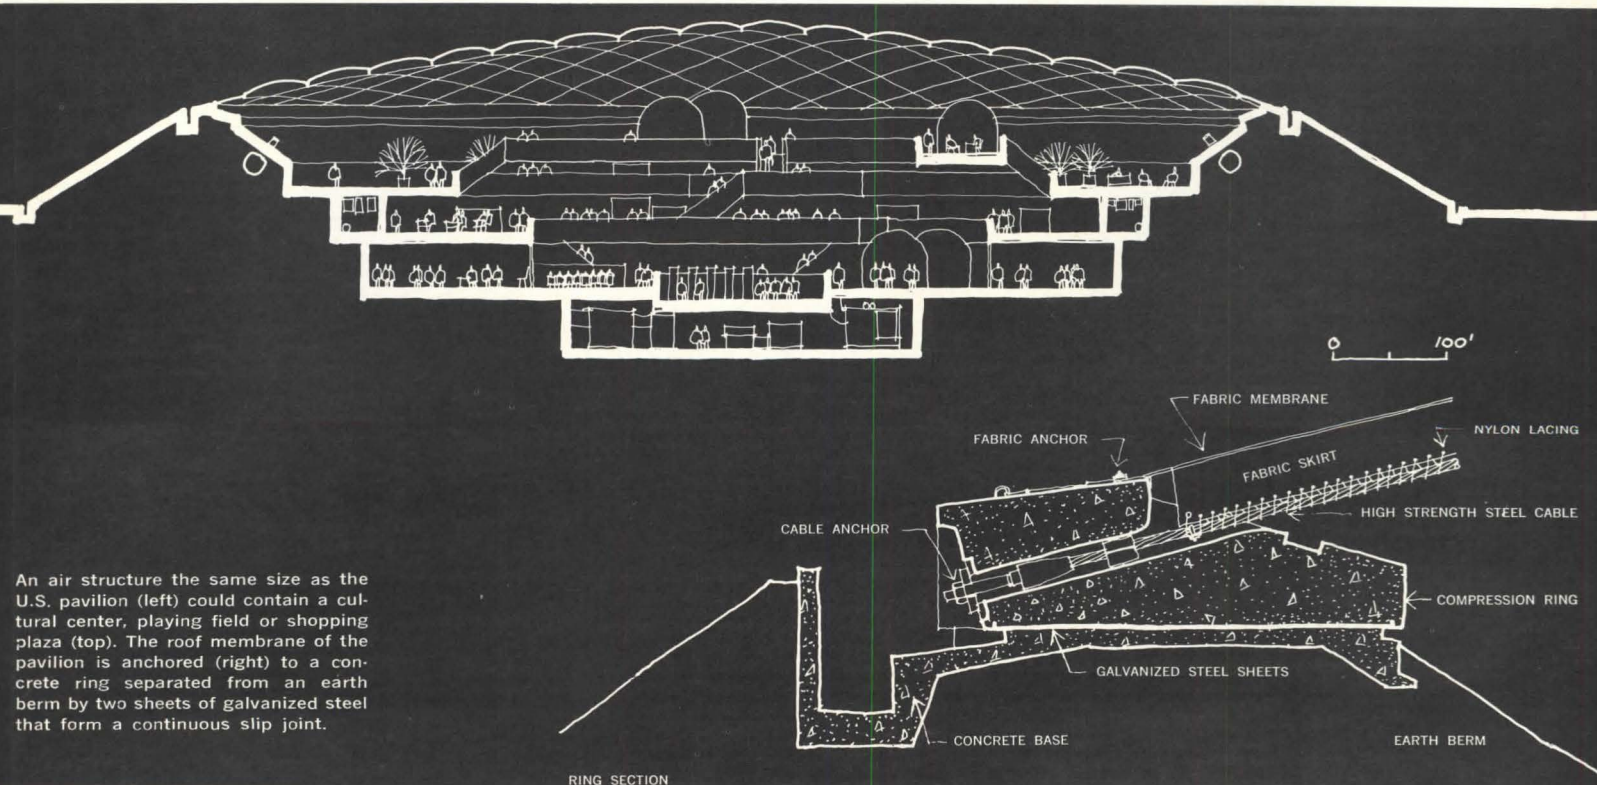 0 100'
FABRIC MEMBRANE
NYLON LACING
FABRIC ANCHOR
FABRIC SKIRT
HIGH STRENGTH STEEL CABLE
CABLE ANCHOR
COMPRESSION RING
GALVANIZED STEEL SHEETS
CONCRETE BASE
EARTH BERM
RING SECTION
An air structure the same size as the
U.S. pavilion (left) could contain a cul-
tural center, playing field or shopping
plaza (top). The roof membrane of the
pavilion is anchored (right) to a con-
crete ring separated from an earth
berm by two sheets of galvanized steel
that form a continuous slip joint.